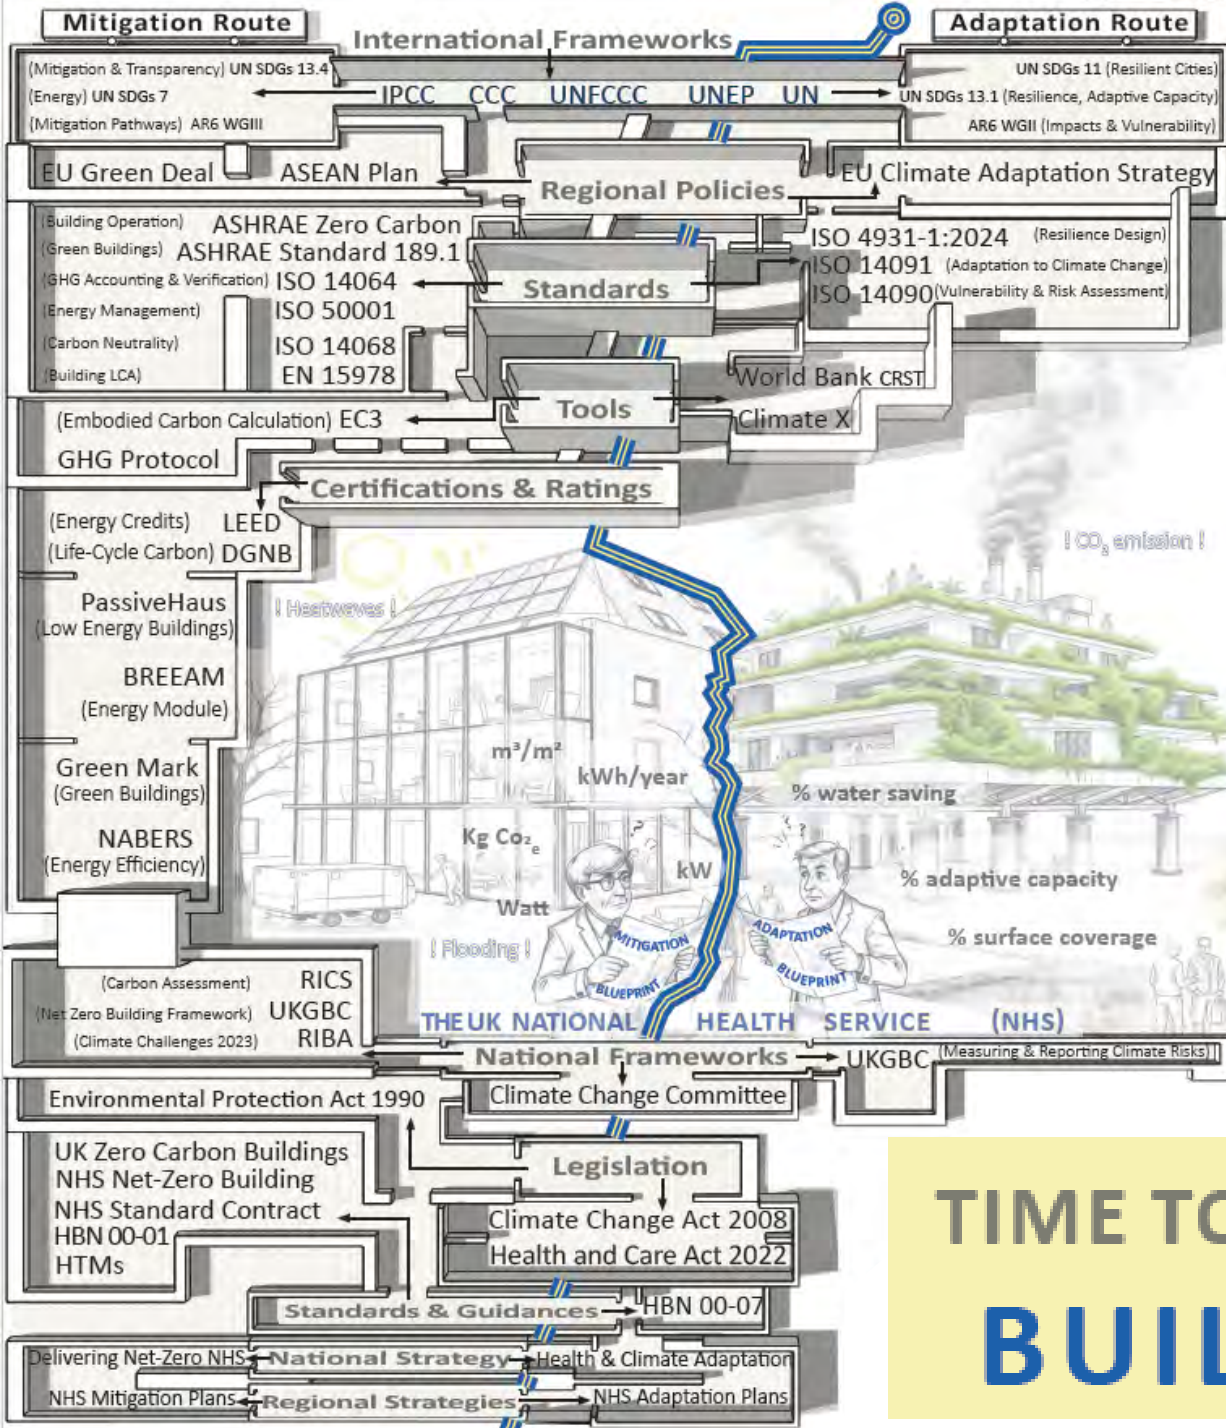 Mitigation Route
Adaptation Route
International Frameworks
(Mitigation & Transparency) UN SDGs 13.4
(Energy) UN SDGs 7
(Mitigation Pathways) AR6 WGIII
IPCC CCC UNFCCC UNEP UN
UN SDGs 11 (Resilient Cities)
UN SDGs 13.1 (Resilience, Adaptive Capacity)
AR6 WGII (Impacts & Vulnerability)
EU Green Deal ASEAN Plan
Regional Policies
EU Climate Adaptation Strategy
(Building Operation) ASHRAE Zero Carbon
(Green Buildings) ASHRAE Standard 189.1
(GHG Accounting & Verification) ISO 14064
(Energy Management) ISO 50001
(Carbon Neutrality) ISO 14068
(Building LCA) EN 15978
Standards
ISO 4931-1:2024 (Resilience Design)
ISO 14091 (Adaptation to Climate Change)
ISO 14090 (Vulnerability & Risk Assessment)
Tools
World Bank CRST
Climate X
(Embodied Carbon Calculation) EC3
GHG Protocol
Certifications & Ratings
(Energy Credits) LEED
(Life-Cycle Carbon) DGNB
PassiveHaus
(Low Energy Buildings)
BREEAM
(Energy Module)
Green Mark
(Green Buildings)
NABERS
(Energy Efficiency)
! Heatwaves !
! CO₂ emission !
m³/m²
kWh/year
Kg Co₂e
kW
Watt
! Flooding !
% water saving
% adaptive capacity
% surface coverage
MITIGATION
BLUEPRINT
ADAPTATION
BLUEPRINT
THE UK NATIONAL HEALTH SERVICE (NHS)
(Carbon Assessment) RICS
(Net Zero Building Framework) UKGBC
(Climate Challenges 2023) RIBA
National Frameworks
UKGBC (Measuring & Reporting Climate Risks)
Climate Change Committee
Environmental Protection Act 1990
Legislation
Climate Change Act 2008
Health and Care Act 2022
UK Zero Carbon Buildings
NHS Net-Zero Building
NHS Standard Contract
HBN 00-01
HTMs
Standards & Guidances
HBN 00-07
Delivering Net-Zero NHS
National Strategy
Health & Climate Adaptation
NHS Mitigation Plans
Regional Strategies
NHS Adaptation Plans
TIME TO
BUIL